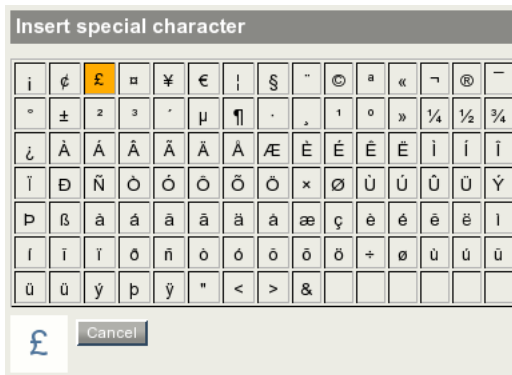 Insert special character
¡ ¢ £ ¤ ¥ € ¦ § ¨ © ª « ¬ ® ¯
° ± ² ³ ´ µ ¶ · ¸ ¹ º » ¼ ½ ¾
¿ À Á Â Ã Ä Å Æ È É Ê Ë Ì Í Î
Ï Ð Ñ Ò Ó Ô Õ Ö × Ø Ù Ú Û Ü Ý
Þ ß à á â ã ä å æ ç è é ê ë ì
í î ï ð ñ ò ó ô õ ö ÷ ø ù ú û
ü ü ý þ ÿ " < > &
£ Cancel